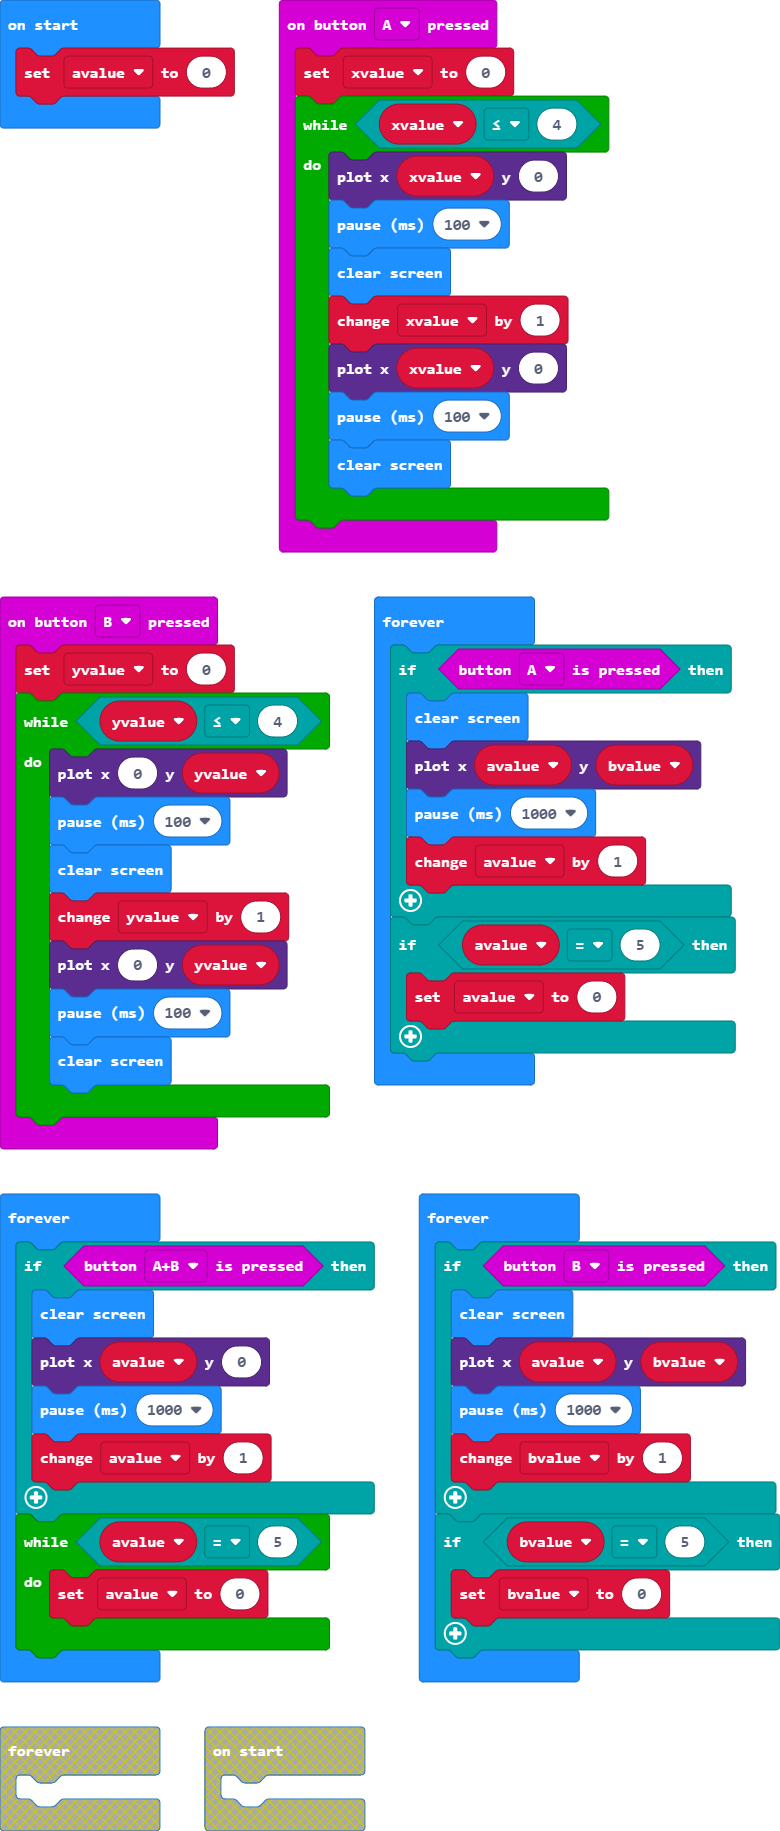 on start
set avalue to 0
on button A pressed
set xvalue to 0
while xvalue ≤ 4
do
plot x xvalue y 0
pause (ms) 100
clear screen
change xvalue by 1
plot x xvalue y 0
pause (ms) 100
clear screen
on button B pressed
set yvalue to 0
while yvalue ≤ 4
do
plot x 0 y yvalue
pause (ms) 100
clear screen
change yvalue by 1
plot x 0 y yvalue
pause (ms) 100
clear screen
forever
if button A is pressed then
clear screen
plot x avalue y bvalue
pause (ms) 1000
change avalue by 1
if avalue = 5 then
set avalue to 0
forever
if button A+B is pressed then
clear screen
plot x avalue y 0
pause (ms) 1000
change avalue by 1
while avalue = 5
do
set avalue to 0
forever
if button B is pressed then
clear screen
plot x avalue y bvalue
pause (ms) 1000
change bvalue by 1
if bvalue = 5 then
set bvalue to 0
forever
on start